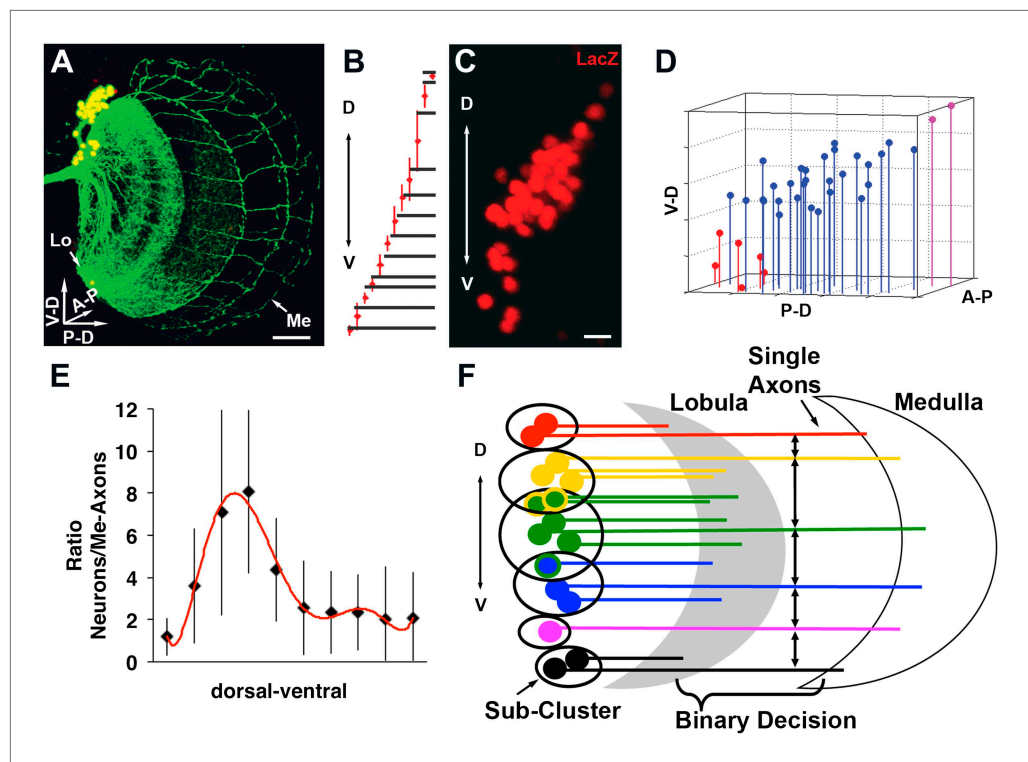 A
Lo
V-D
A-P
P-D
Me
B
D
V
C
LacZ
D
V
D
V-D
P-D
A-P
E
Ratio
Neurons/Me-Axons
12
10
8
6
4
2
0
dorsal-ventral
F
Single
Axons
Lobula
Medulla
D
V
Sub-Cluster
Binary Decision